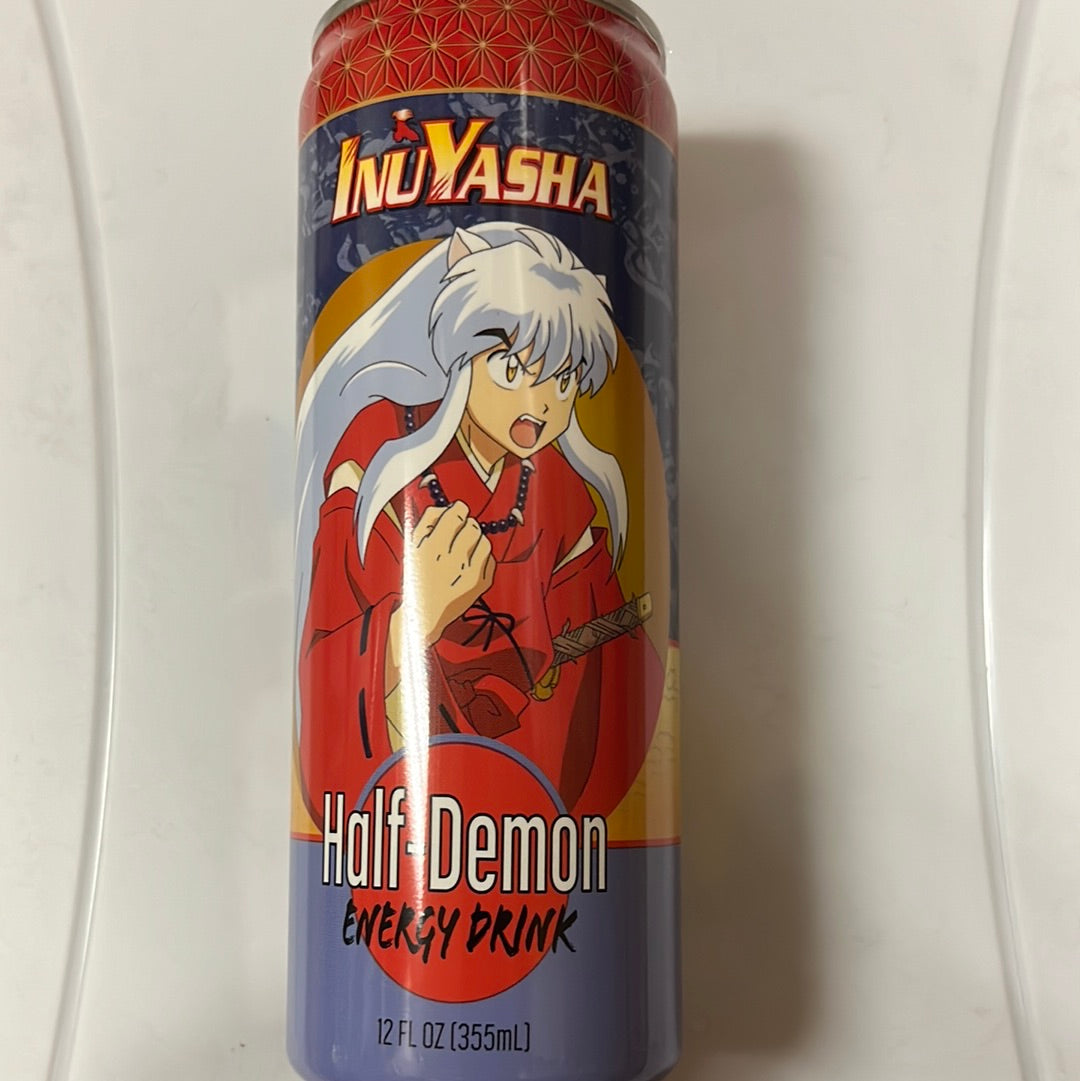 INUYASHA
Half-Demon
ENERGY DRINK
12 FL OZ (355mL)